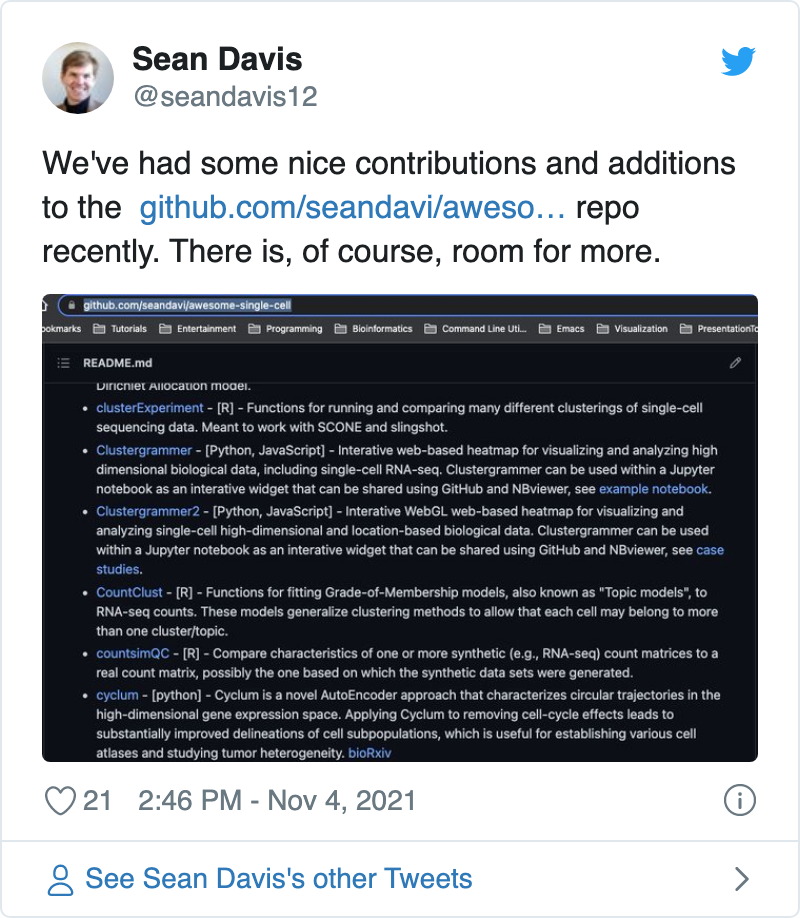 Sean Davis
@seandavis12
We've had some nice contributions and additions
to the github.com/seandavi/aweso… repo
recently. There is, of course, room for more.
github.com/seandavi/awesome-single-cell
ookmarks Tutorials Entertainment Programming Bioinformatics Command Line Uti... Emacs Visualization PresentationTo
README.md
Dirichlet Allocation model.
• clusterExperiment - [R] - Functions for running and comparing many different clusterings of single-cell
sequencing data. Meant to work with SCONE and slingshot.
• Clustergrammer - [Python, JavaScript] - Interative web-based heatmap for visualizing and analyzing high
dimensional biological data, including single-cell RNA-seq. Clustergrammer can be used within a Jupyter
notebook as an interative widget that can be shared using GitHub and NBviewer, see example notebook.
• Clustergrammer2 - [Python, JavaScript] - Interative WebGL web-based heatmap for visualizing and
analyzing single-cell high-dimensional and location-based biological data. Clustergrammer can be used
within a Jupyter notebook as an interative widget that can be shared using GitHub and NBviewer, see case
studies.
• CountClust - [R] - Functions for fitting Grade-of-Membership models, also known as "Topic models", to
RNA-seq counts. These models generalize clustering methods to allow that each cell may belong to more
than one cluster/topic.
• countsimQC - [R] - Compare characteristics of one or more synthetic (e.g., RNA-seq) count matrices to a
real count matrix, possibly the one based on which the synthetic data sets were generated.
• cyclum - [python] - Cyclum is a novel AutoEncoder approach that characterizes circular trajectories in the
high-dimensional gene expression space. Applying Cyclum to removing cell-cycle effects leads to
substantially improved delineations of cell subpopulations, which is useful for establishing various cell
atlases and studying tumor heterogeneity. bioRxiv
21 2:46 PM - Nov 4, 2021
See Sean Davis's other Tweets